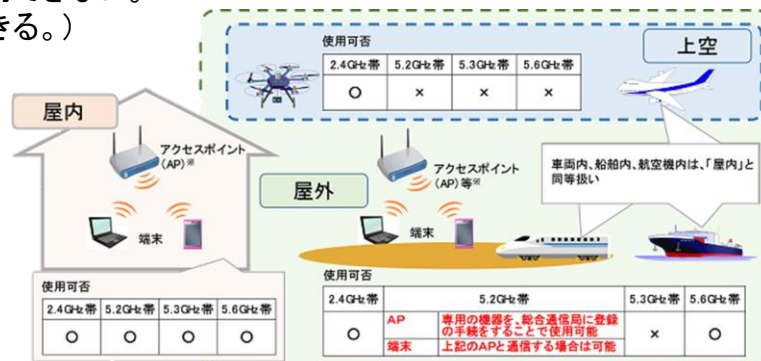 きる。）
使用可否
上空
2.4GHz帯 5.2GHz帯 5.3GHz帯 5.6GHz帯
○ × × ×
屋内
アクセスポイント
(AP)※
端末
使用可否
2.4GHz帯 5.2GHz帯 5.3GHz帯 5.6GHz帯
○ ○ ○ ○
屋外
アクセスポイント
(AP)等※
端末
車両内、船舶内、航空機内は、「屋内」と
同等扱い
使用可否
2.4GHz帯 5.2GHz帯 5.3GHz帯 5.6GHz帯
○ AP 専用の機器を、総合通信局に登録
の手続をすることで使用可能 × ○
端末 上記のAPと通信する場合は可能